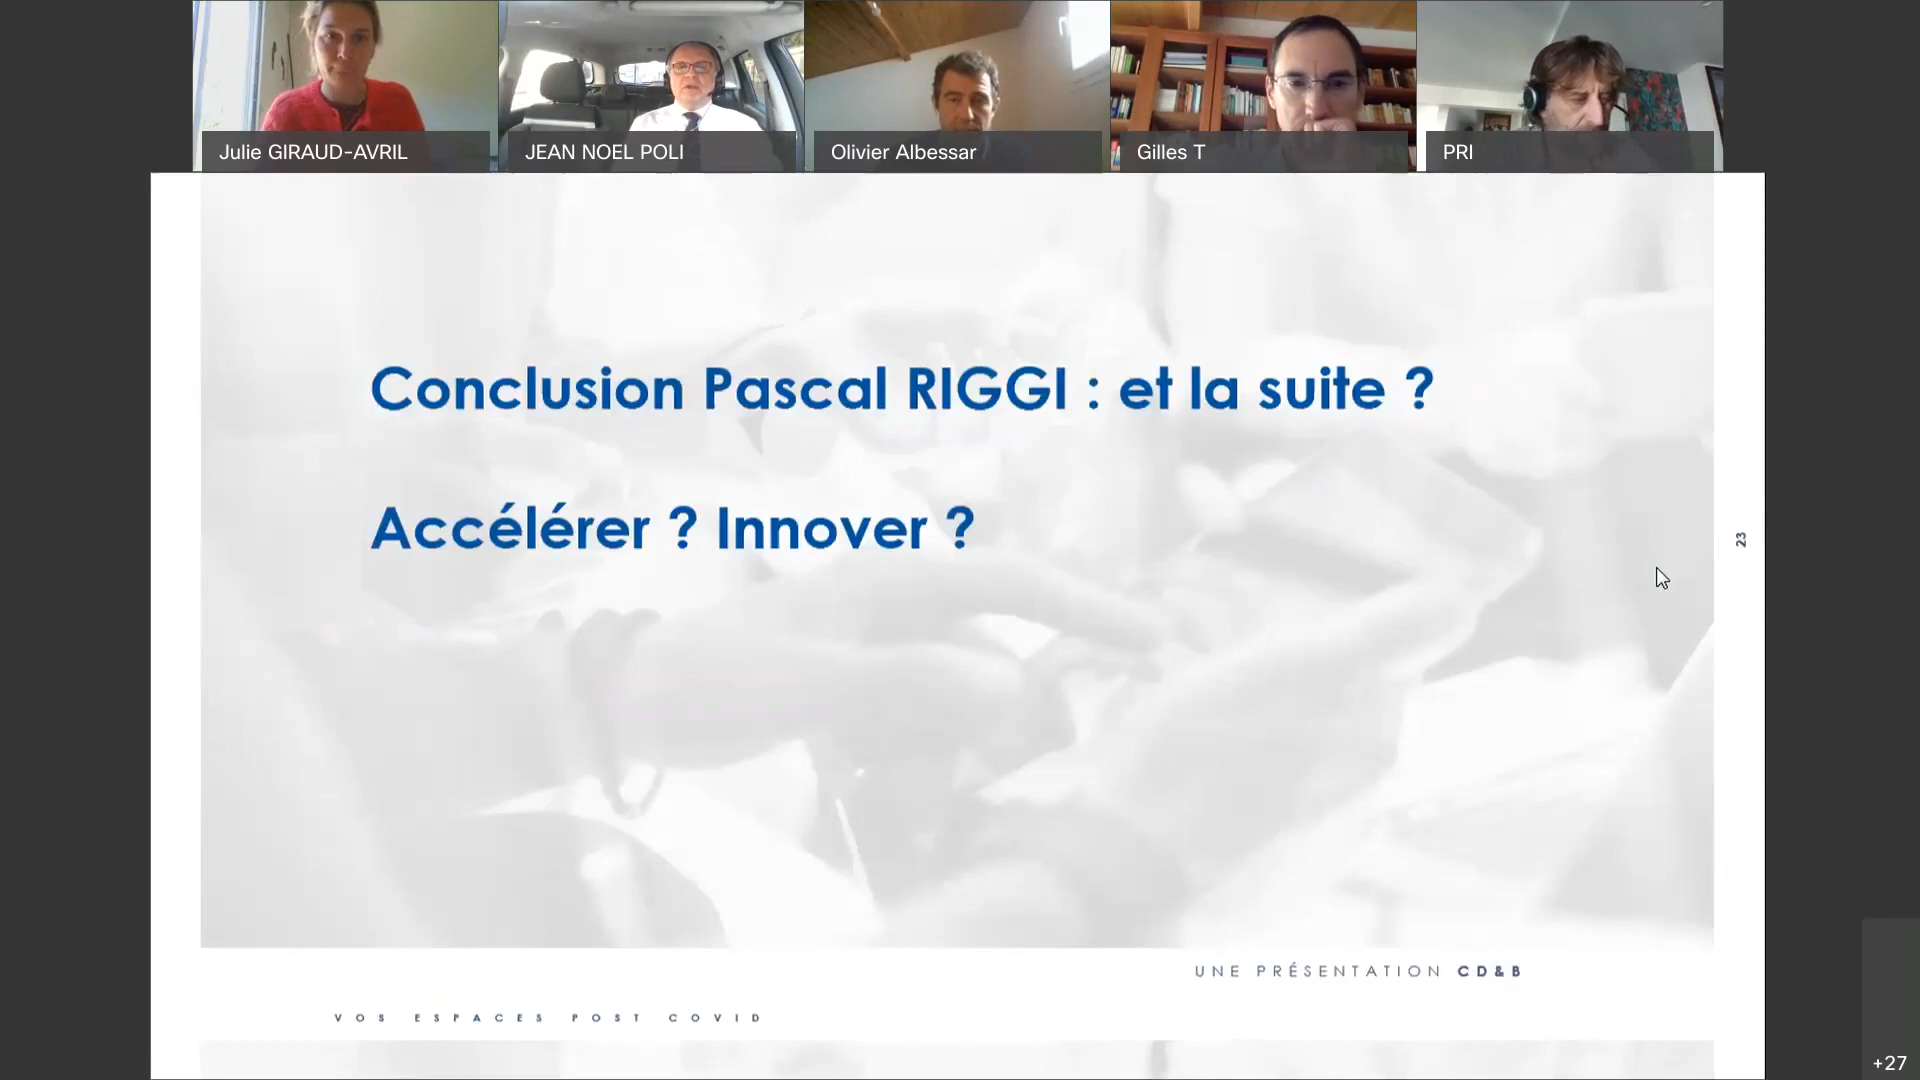 Julie GIRAUD-AVRIL
JEAN NOEL POLI
Olivier Albessar
Gilles T
PRI
Conclusion Pascal RIGGI : et la suite ?
Accélérer ? Innover ?
23
UNE PRÉSENTATION CD&B
VOS ESPACES POST COVID
+27